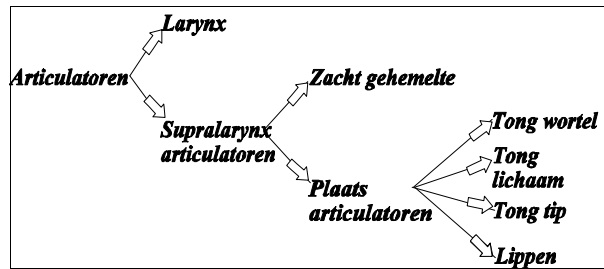 Larynx
Articulatoren
Zacht gehemelte
Supralarynx
articulatoren
Tong wortel
Tong
lichaam
Plaats
articulatoren
Tong tip
Lippen